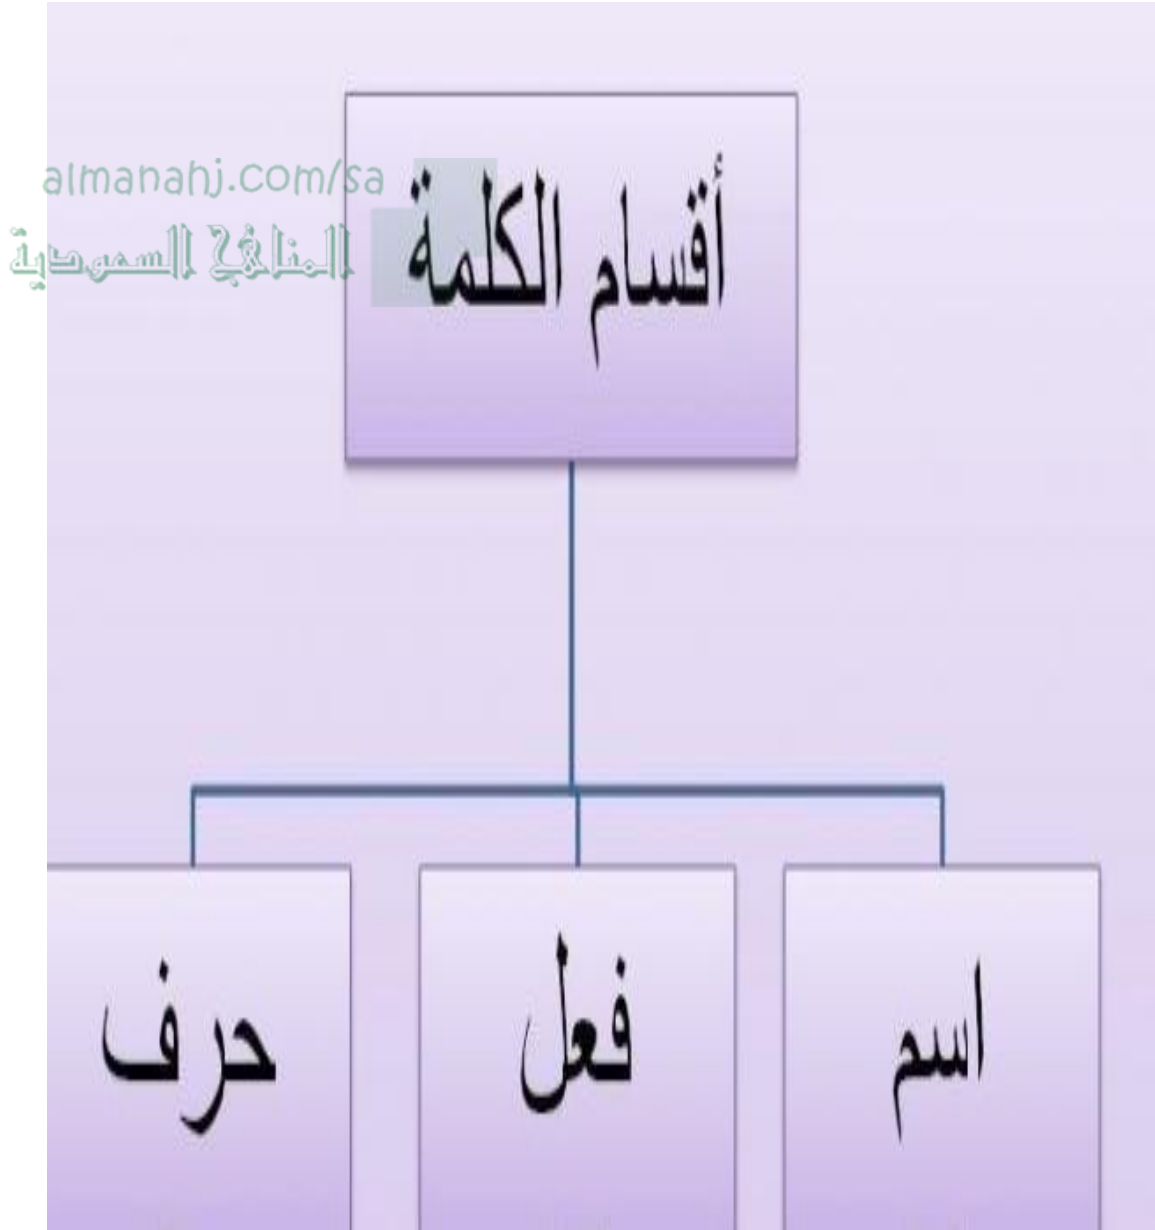 almanahj.com/sa
المناهج السعودية
أقسام الكلمة
اسم
فعل
حرف